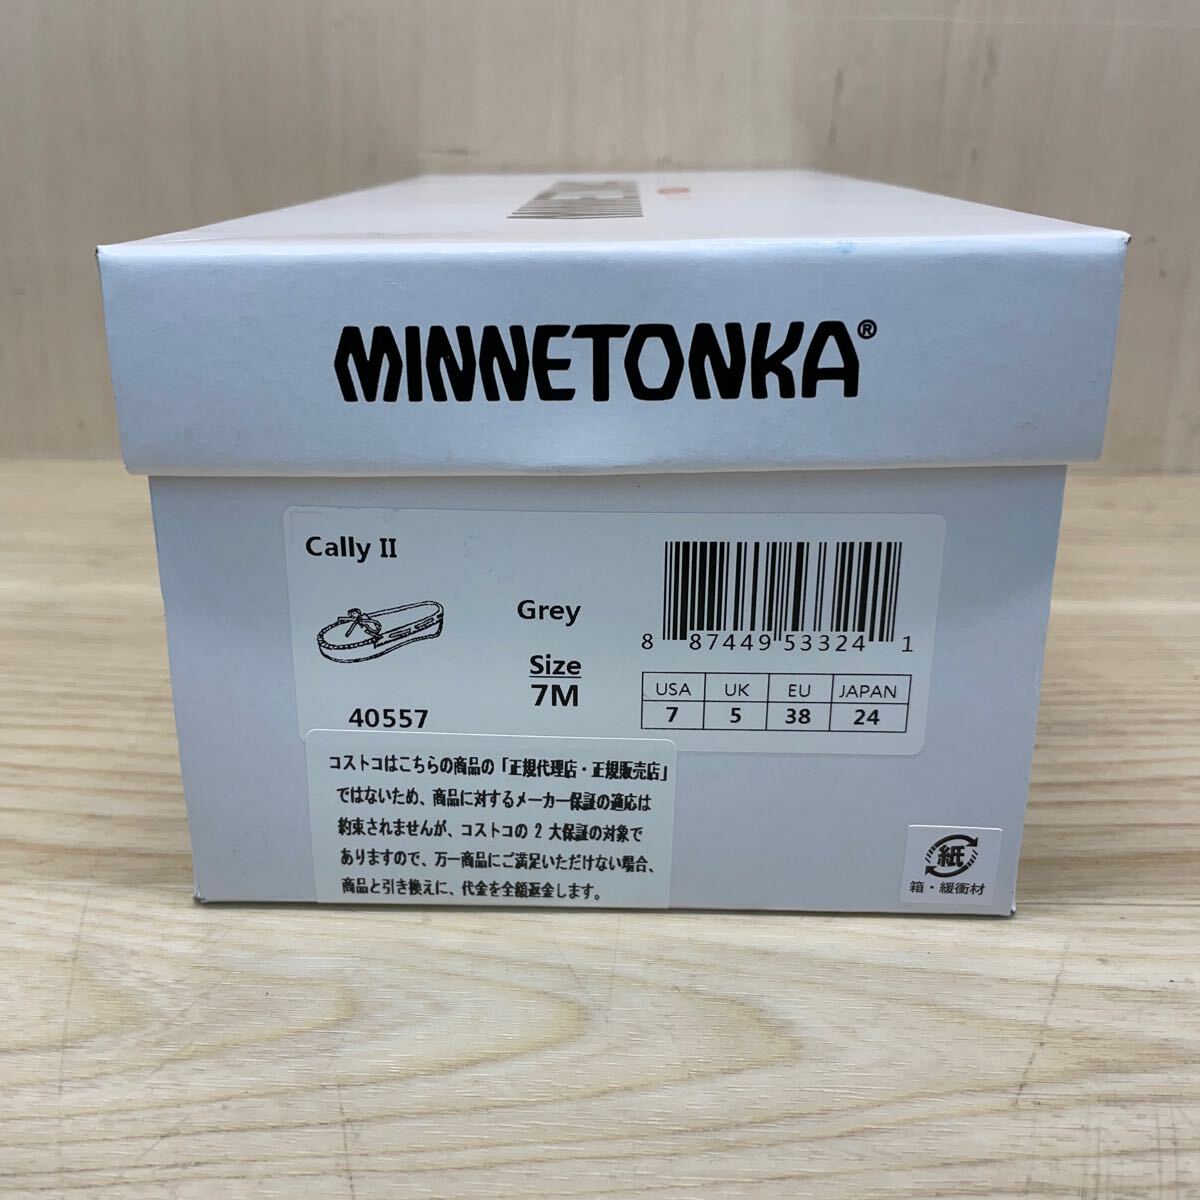 MINNETONKA®
Cally II
Grey
Size
7M
40557
8 87449 53324 1
USA UK EU JAPAN
7 5 38 24
コストコはこちらの商品の「正規代理店・正規販売店」
ではないため、商品に対するメーカー保証の適応は
約束されませんが、コストコの2大保証の対象で
ありますので、万一商品にご満足いただけない場合、
商品と引き換えに、代金を全額返金します。
紙
箱・緩衝材